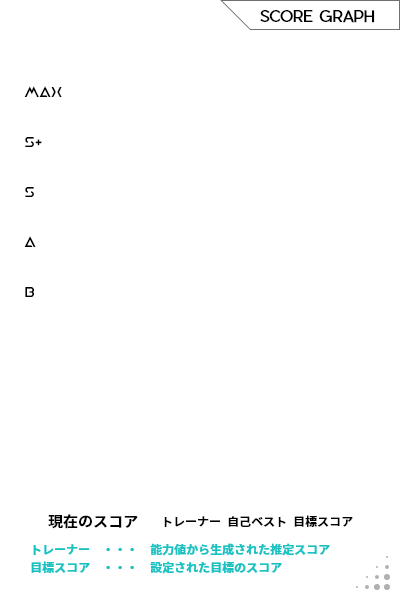 SCORE GRAPH
MAX
S+
S
A
B
現在のスコア トレーナー 自己ベスト 目標スコア
トレーナー ・・・ 能力値から生成された推定スコア
目標スコア ・・・ 設定された目標のスコア